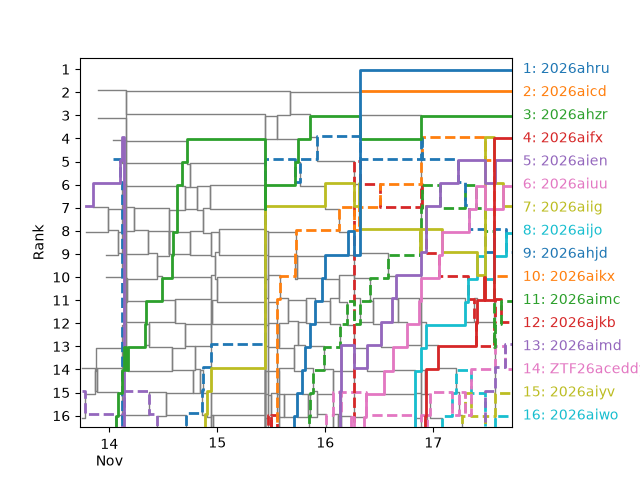 1
2
3
4
5
6
7
8
9
10
11
12
13
14
15
16
Rank
14
15
16
17
Nov
1: 2026ahru
2: 2026aicd
3: 2026ahzr
4: 2026aifx
5: 2026aien
6: 2026aiuu
7: 2026aiig
8: 2026aijo
9: 2026ahjd
10: 2026aikx
11: 2026aimc
12: 2026ajkb
13: 2026aimd
14: ZTF26acedd
15: 2026aiyv
16: 2026aiwo